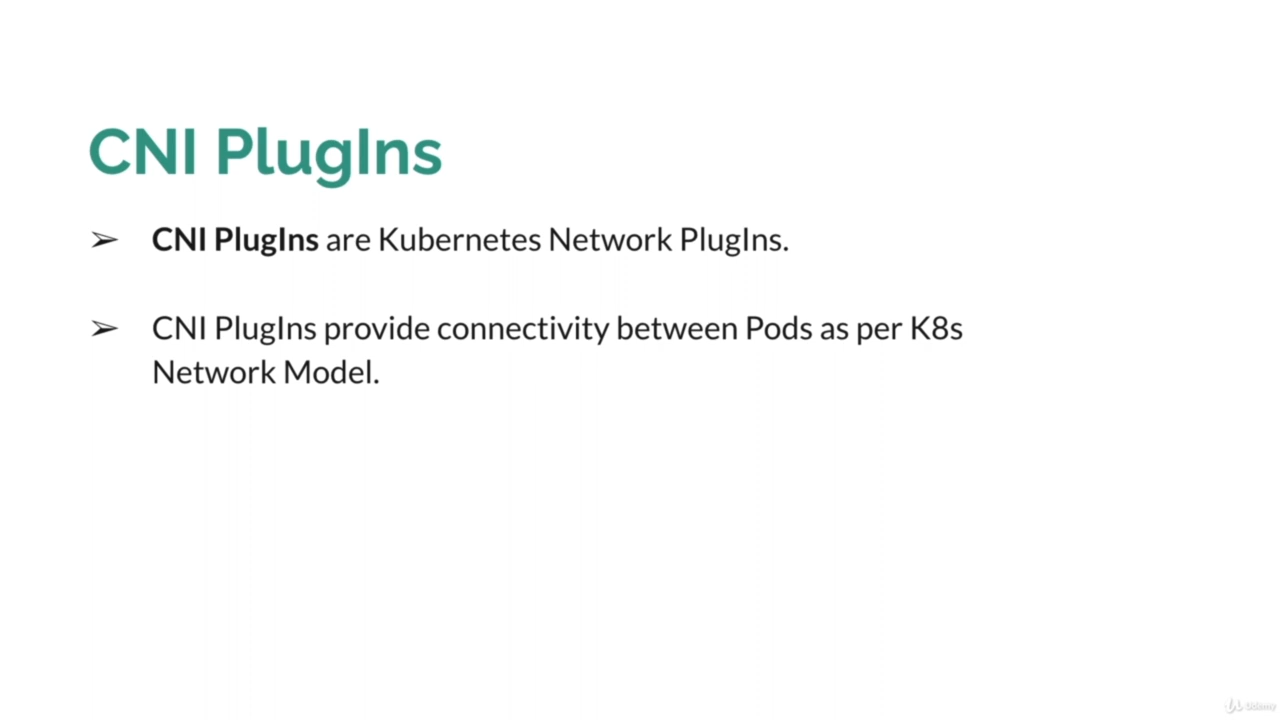 CNI PlugIns
➢ CNI PlugIns are Kubernetes Network PlugIns.
➢ CNI PlugIns provide connectivity between Pods as per K8s
Network Model.
Udemy